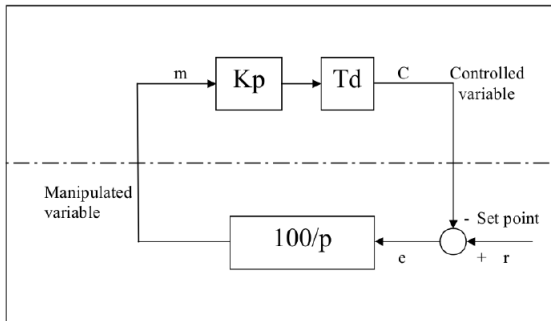 m
Kp
Td
C
Controlled
variable
Manipulated
variable
100/p
- Set point
e
+ r